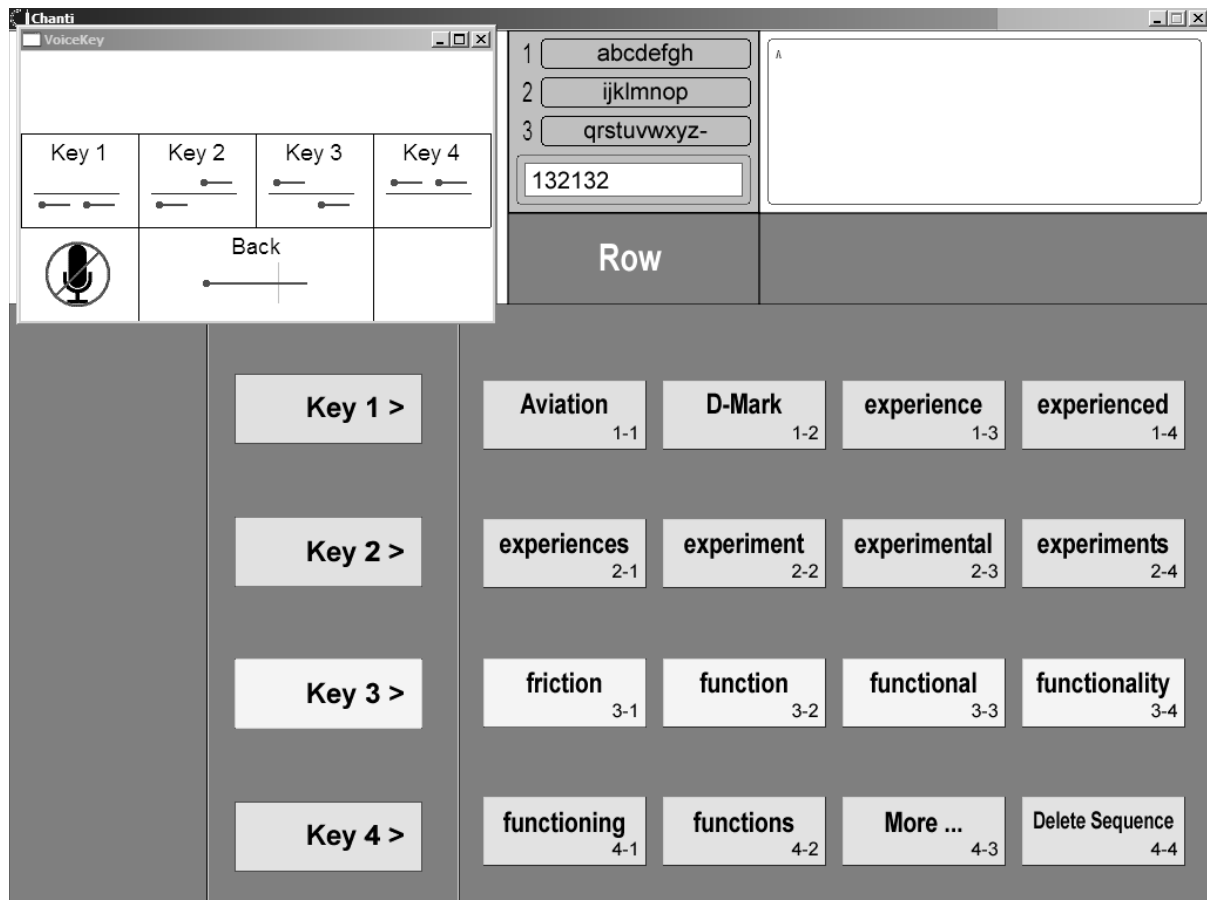 Chanti
VoiceKey
Key 1 Key 2 Key 3 Key 4
Back
1 abcdefgh
2 ijklmnop
3 qrstuvwxyz-
132132
Row
Key 1 > Aviation D-Mark experience experienced
1-1 1-2 1-3 1-4
Key 2 > experiences experiment experimental experiments
2-1 2-2 2-3 2-4
Key 3 > friction function functional functionality
3-1 3-2 3-3 3-4
Key 4 > functioning functions More ... Delete Sequence
4-1 4-2 4-3 4-4